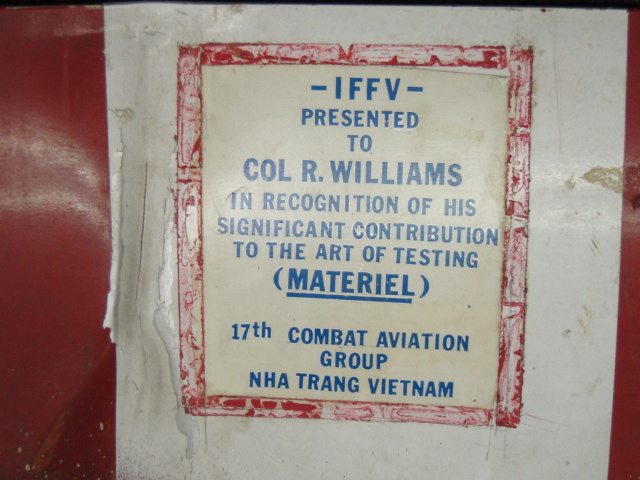 -IFFV-
PRESENTED
TO
COL R. WILLIAMS
IN RECOGNITION OF HIS
SIGNIFICANT CONTRIBUTION
TO THE ART OF TESTING
(MATERIEL)
17th COMBAT AVIATION
GROUP
NHA TRANG VIETNAM